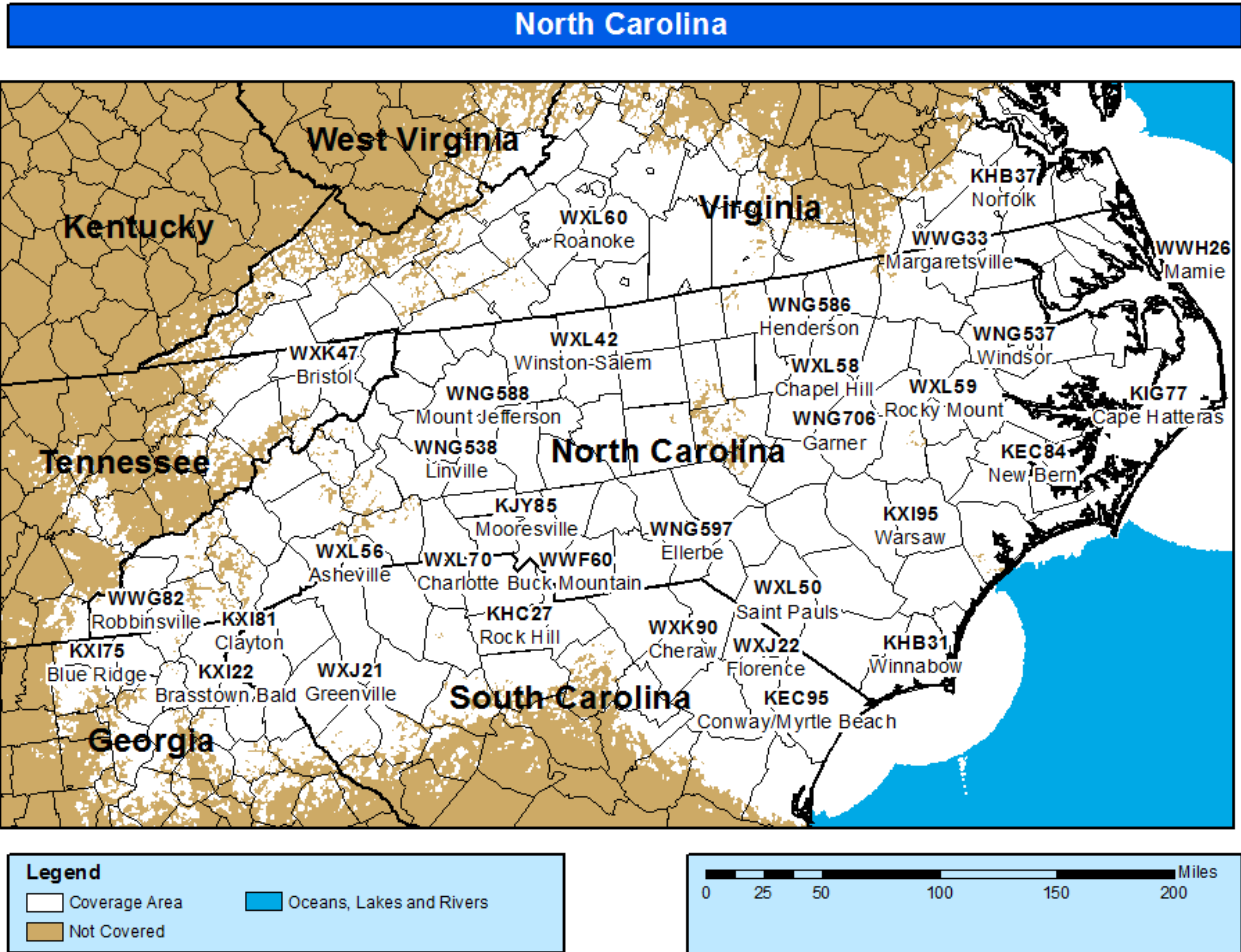 North Carolina
West Virginia
Kentucky
Virginia
KHB37
Norfolk
WXL60
Roanoke
WWG33
Margaretsville
WWH26
Mamie
WNG586
Henderson
WNG537
Windsor
WXK47
Bristol
WXL42
Winston-Salem
WXL58
Chapel Hill
WXL59
Rocky Mount
WNG588
Mount Jefferson
KIG77
Cape Hatteras
WNG706
Garner
Tennessee
WNG538
Linville
North Carolina
KEC84
New Bern
KJY85
Mooresville
KXI95
Warsaw
WNG597
Ellerbe
WXL56
Asheville
WXL70
Charlotte
WWF60
Buck Mountain
WXL50
Saint Pauls
WWG82
Robbinsville
KXI81
Clayton
KHC27
Rock Hill
WXK90
Cheraw
WXJ22
Florence
KHB31
Winnabow
KXI75
Blue Ridge
KXI22
Brasstown Bald
WXJ21
Greenville
South Carolina
KEC95
Conway/Myrtle Beach
Georgia
Legend
Coverage Area
Oceans, Lakes and Rivers
Not Covered
Miles
0 25 50 100 150 200